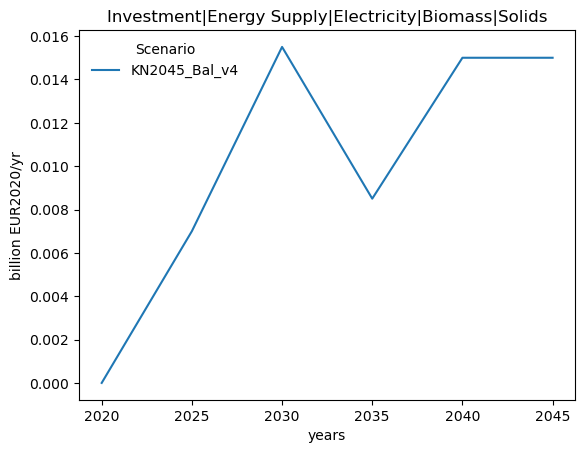 Investment|Energy Supply|Electricity|Biomass|Solids
Scenario
KN2045_Bal_v4
billion EUR2020/yr
0.016
0.014
0.012
0.010
0.008
0.006
0.004
0.002
0.000
2020 2025 2030 2035 2040 2045
years